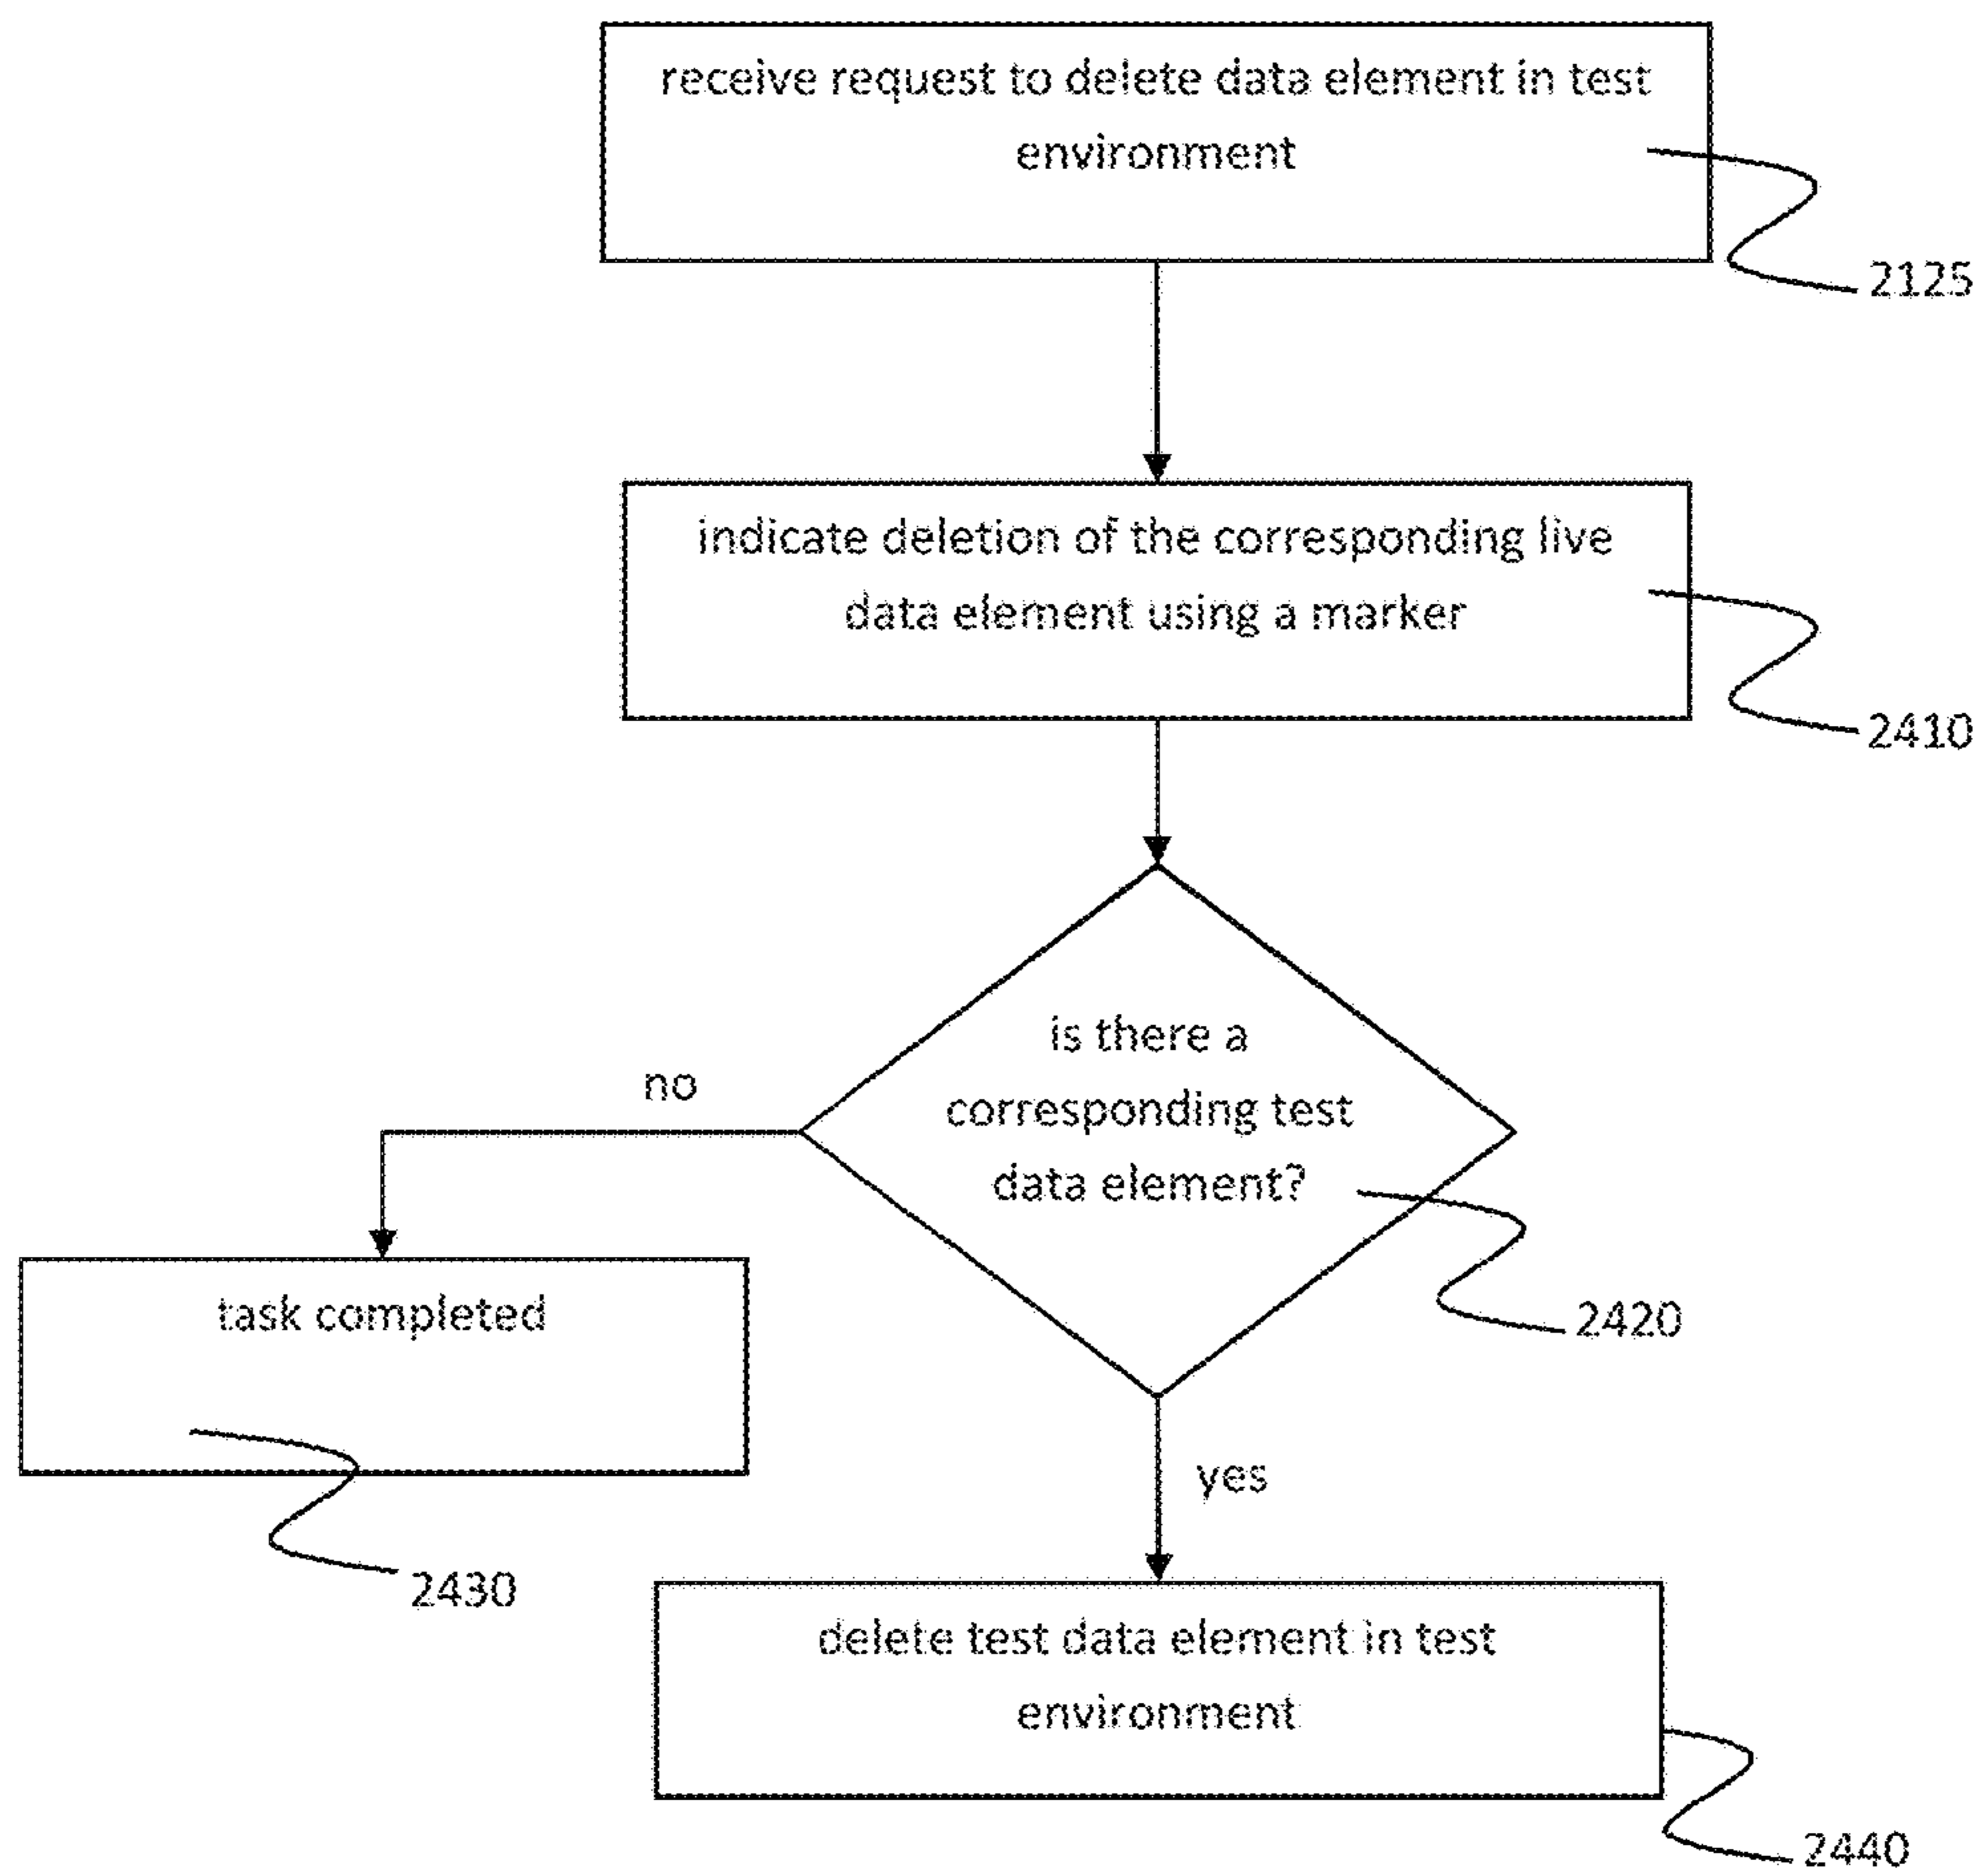 receive request to delete data element in test
environment
2125
indicate deletion of the corresponding live
data element using a marker
2410
is there a
corresponding test
data element?
2420
no
task completed
2430
yes
delete test data element in test
environment
2440